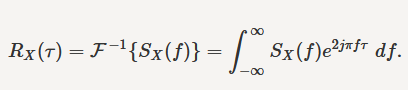 R_X(τ) = ℱ^{-1}{S_X(f)} = ∫_{-∞}^{∞} S_X(f)e^{2jπfτ} df.